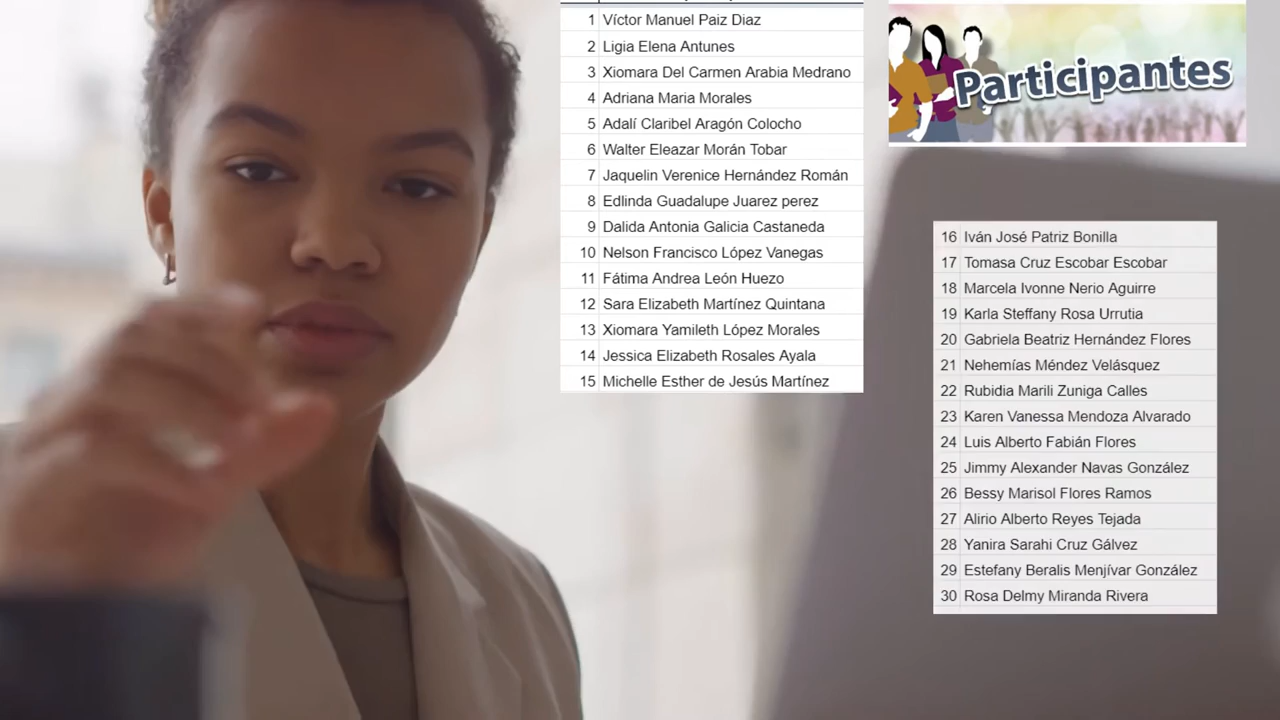 1 Víctor Manuel Paiz Diaz
2 Ligia Elena Antunes
3 Xiomara Del Carmen Arabia Medrano
4 Adriana Maria Morales
5 Adalí Claribel Aragón Colocho
6 Walter Eleazar Morán Tobar
7 Jaquelin Verenice Hernández Román
8 Edlinda Guadalupe Juarez perez
9 Dalida Antonia Galicia Castaneda
10 Nelson Francisco López Vanegas
11 Fátima Andrea León Huezo
12 Sara Elizabeth Martínez Quintana
13 Xiomara Yamileth López Morales
14 Jessica Elizabeth Rosales Ayala
15 Michelle Esther de Jesús Martínez
Participantes
16 Iván José Patriz Bonilla
17 Tomasa Cruz Escobar Escobar
18 Marcela Ivonne Nerio Aguirre
19 Karla Steffany Rosa Urrutia
20 Gabriela Beatriz Hernández Flores
21 Nehemías Méndez Velásquez
22 Rubidia Marili Zuniga Calles
23 Karen Vanessa Mendoza Alvarado
24 Luis Alberto Fabián Flores
25 Jimmy Alexander Navas González
26 Bessy Marisol Flores Ramos
27 Alirio Alberto Reyes Tejada
28 Yanira Sarahi Cruz Gálvez
29 Estefany Beralis Menjívar González
30 Rosa Delmy Miranda Rivera